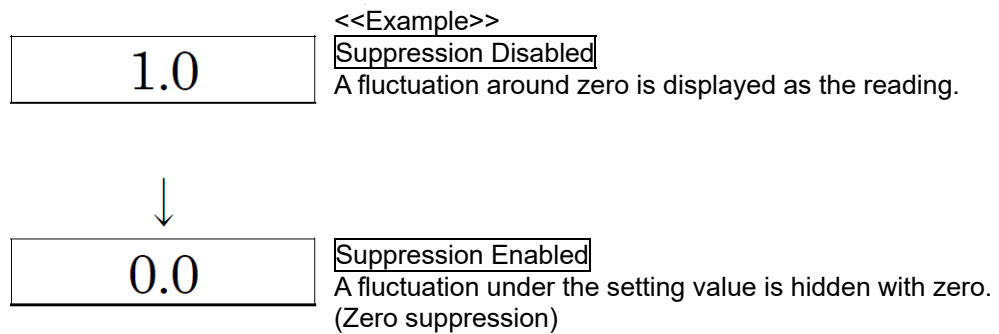 <<Example>>
Suppression Disabled
1.0
A fluctuation around zero is displayed as the reading.
↓
Suppression Enabled
0.0
A fluctuation under the setting value is hidden with zero.
(Zero suppression)